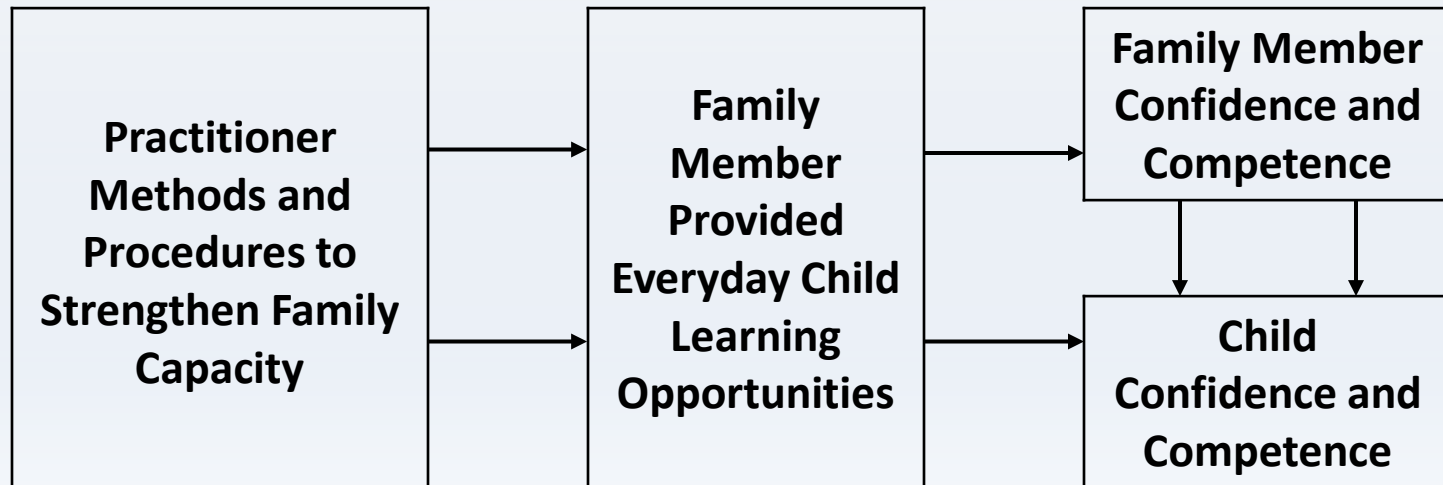 Practitioner
Methods and
Procedures to
Strengthen Family
Capacity
Family
Member
Provided
Everyday Child
Learning
Opportunities
Family Member
Confidence and
Competence
Child
Confidence and
Competence